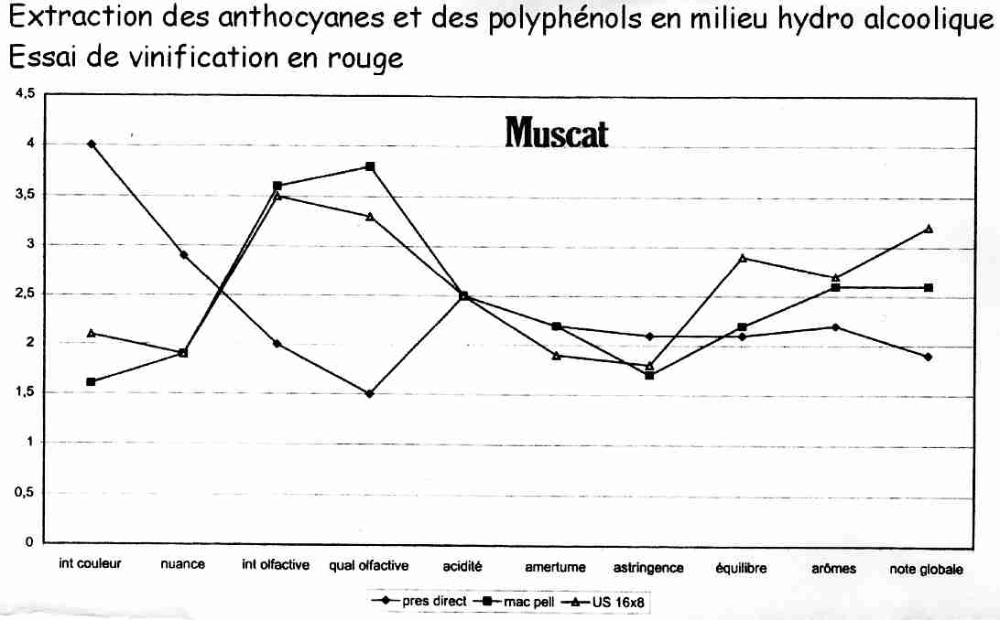 Extraction des anthocyanes et des polyphénols en milieu hydro alcoolique
Essai de vinification en rouge
Muscat
4,5
4
3,5
3
2,5
2
1,5
1
0,5
0
int couleur nuance int olfactive qual olfactive acidité amertume astringence équilibre arômes note globale
pres direct mac pell US 16x8